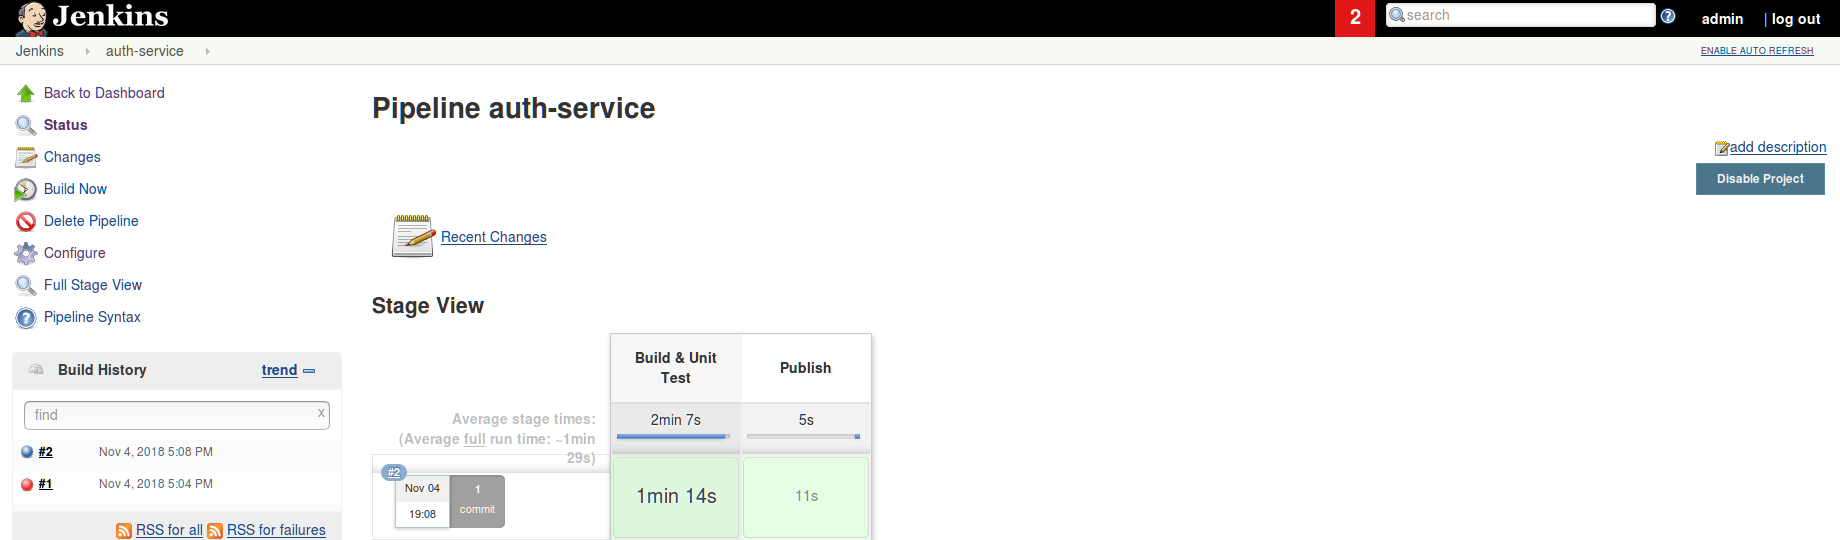 Jenkins
2
search
admin
| log out
Jenkins
auth-service
ENABLE AUTO REFRESH
Back to Dashboard
Status
Changes
Build Now
Delete Pipeline
Configure
Full Stage View
Pipeline Syntax
Build History
trend
find
x
#2
Nov 4, 2018 5:08 PM
#1
Nov 4, 2018 5:04 PM
RSS for all
RSS for failures
Pipeline auth-service
add description
Disable Project
Recent Changes
Stage View
Build & Unit
Test
Publish
Average stage times:
(Average full run time: ~1min
29s)
2min 7s
5s
#2
Nov 04
19:08
1
commit
1min 14s
11s